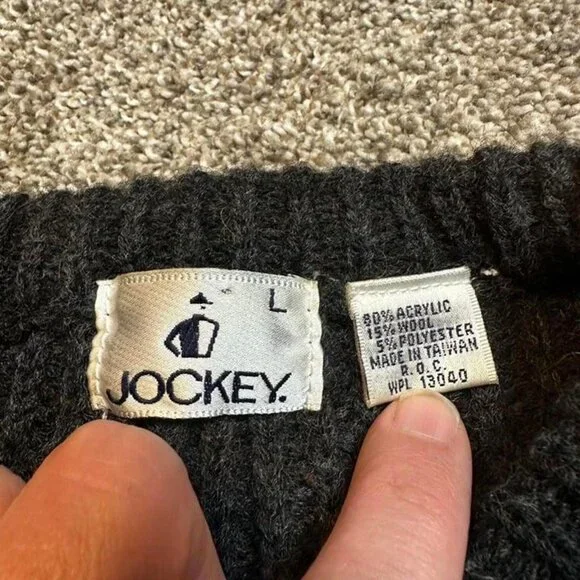 L
JOCKEY.
80% ACRYLIC
15% WOOL
5% POLYESTER
MADE IN TAIWAN
R.O.C.
WPL 13040